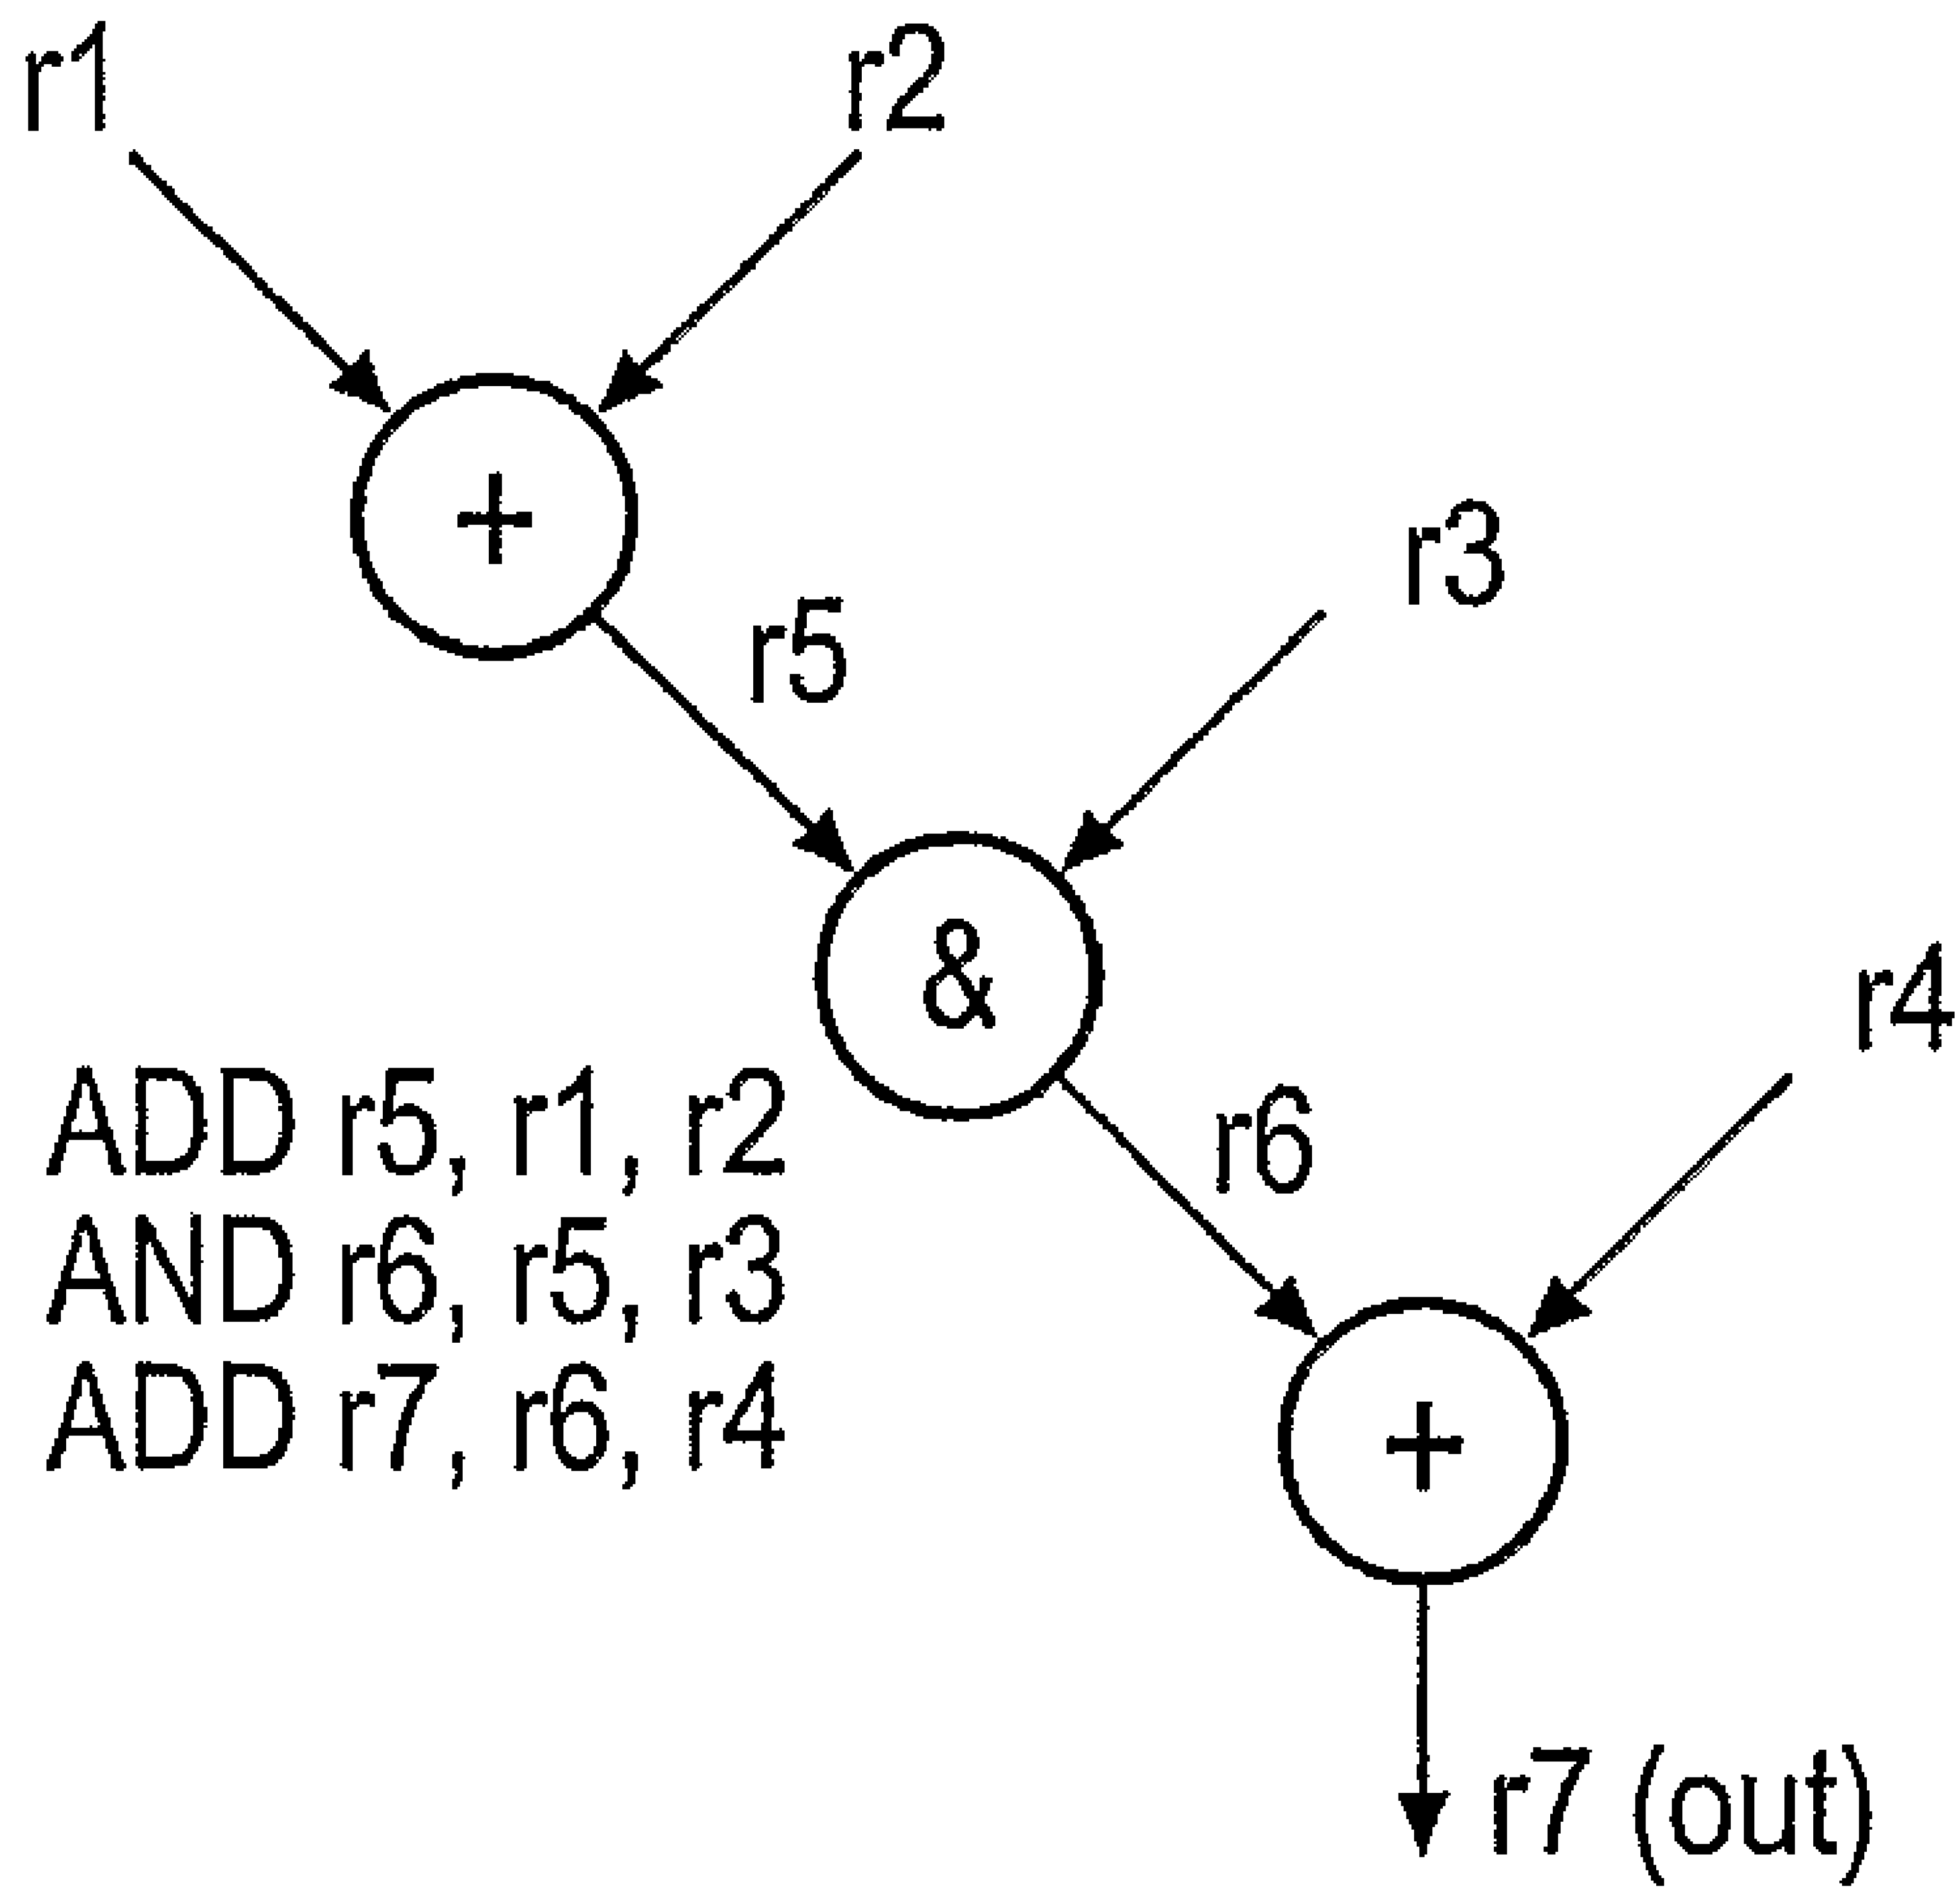 r1
r2
+
r5
r3
&
r4
r6
ADD r5, r1, r2
AND r6, r5, r3
ADD r7, r6, r4
+
r7 (out)